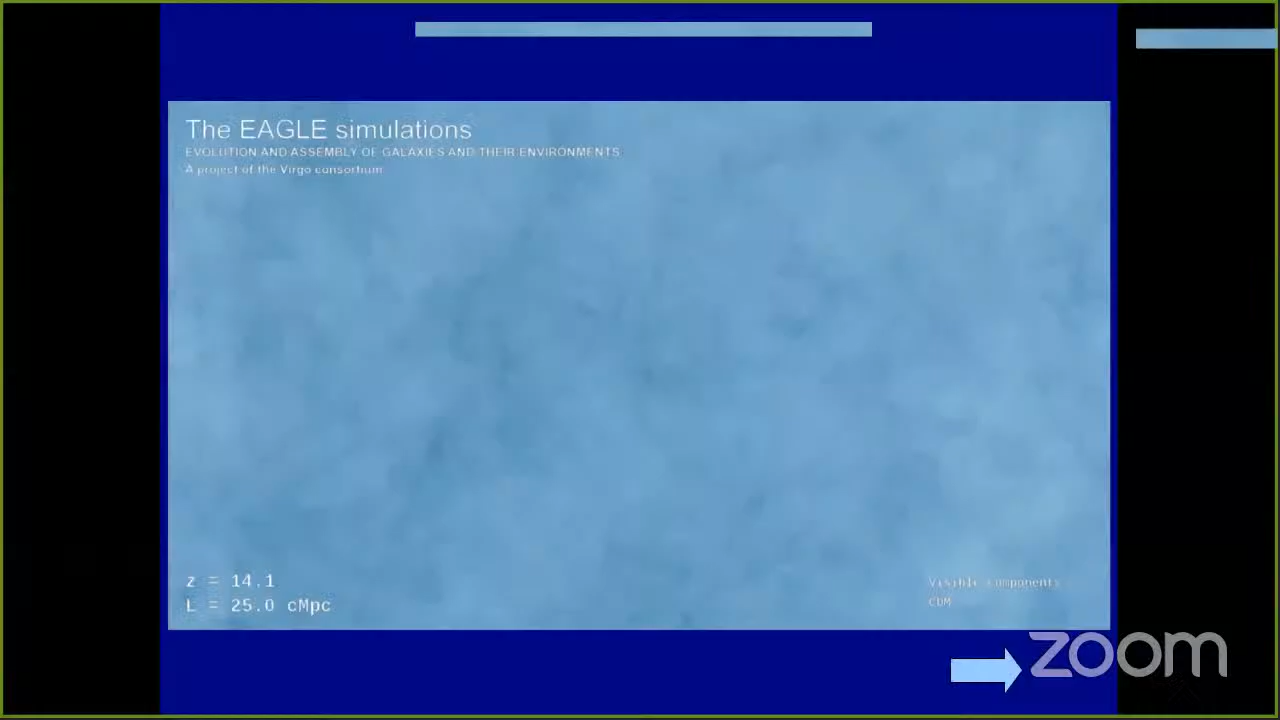 The EAGLE simulations
EVOLUTION AND ASSEMBLY OF GALAXIES AND THEIR ENVIRONMENTS
A project of the Virgo consortium
z = 14.1
L = 25.0 cMpc
Visible components
CDM
zoom